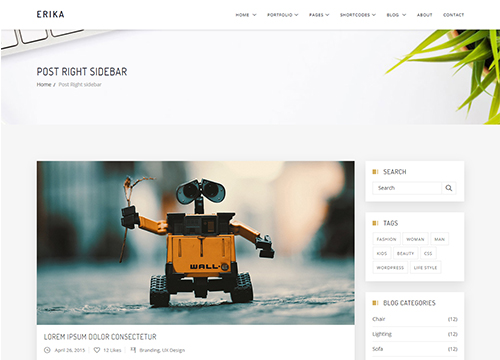 ERIKA
HOME PORTFOLIO PAGES SHORTCODES BLOG ABOUT CONTACT
POST RIGHT SIDEBAR
Home / Post Right sidebar
WALL-E
LOREM IPSUM DOLOR CONSECTETUR
April 28, 2015 12 Likes Branding, UX Design
SEARCH
Search
TAGS
FASHION WOMAN MAN
KIDS BEAUTY CSS
WORDPRESS LIFE STYLE
BLOG CATEGORIES
Chair (12)
Lighting (12)
Sofa (12)